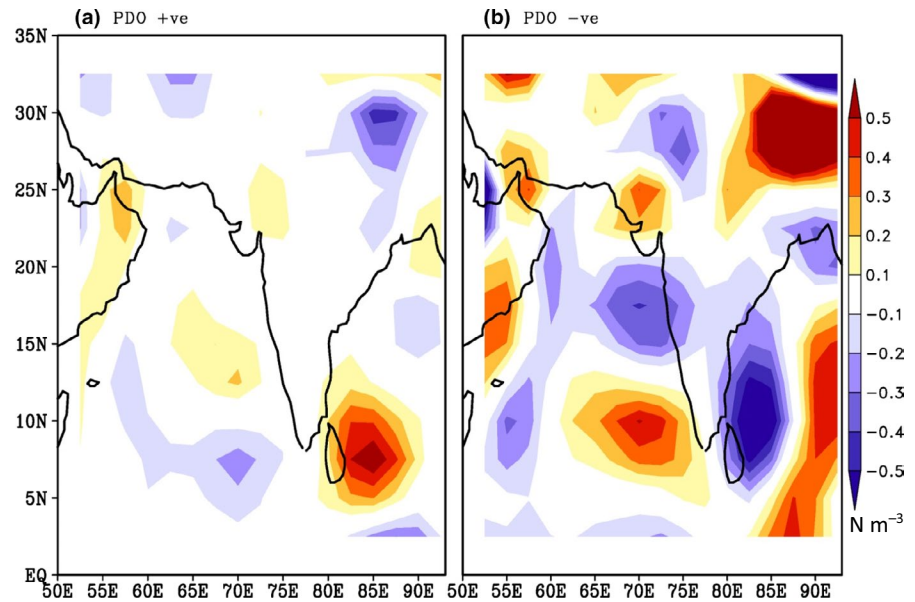 (a) PDO +ve
(b) PDO −ve
35N
30N
25N
20N
15N
10N
5N
EQ
50E 55E 60E 65E 70E 75E 80E 85E 90E
50E 55E 60E 65E 70E 75E 80E 85E 90E
0.5
0.4
0.3
0.2
0.1
−0.1
−0.2
−0.3
−0.4
−0.5
N m⁻³